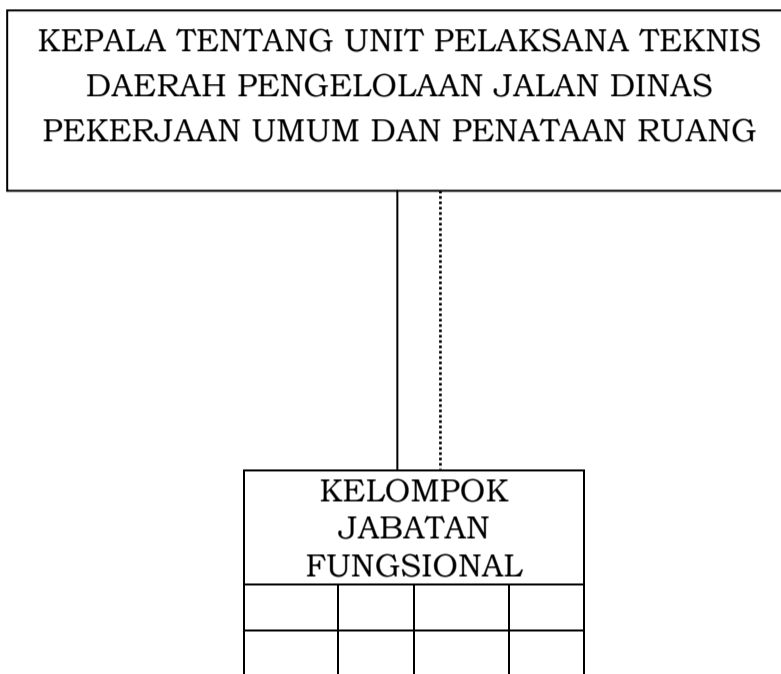 KEPALA TENTANG UNIT PELAKSANA TEKNIS
DAERAH PENGELOLAAN JALAN DINAS
PEKERJAAN UMUM DAN PENATAAN RUANG
KELOMPOK
JABATAN
FUNGSIONAL